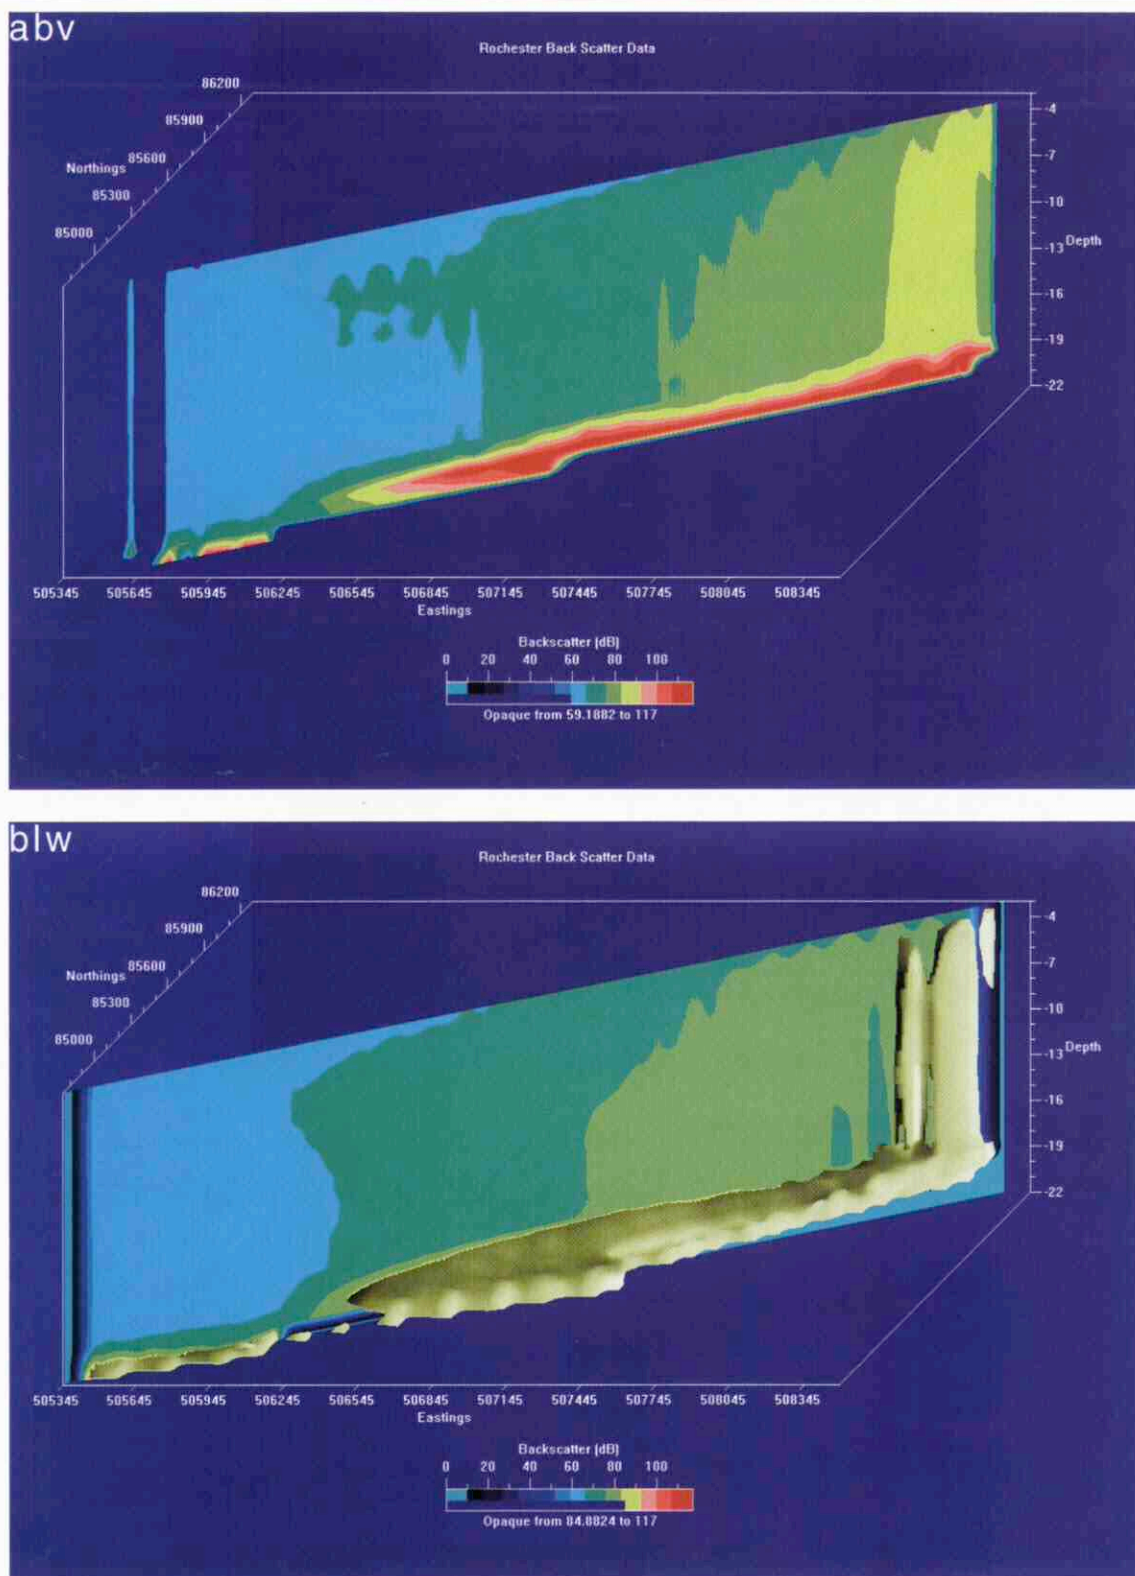 abv
Rochester Back Scatter Data
86200
85900
Northings
85600
85300
85000
-4
-7
-10
-13
Depth
-16
-19
-22
505345 505645 505945 506245 506545 506845 507145 507445 507745 508045 508345
Eastings
Backscatter (dB)
0 20 40 60 80 100
Opaque from 59.1882 to 117
blw
Rochester Back Scatter Data
86200
85900
Northings
85600
85300
85000
-4
-7
-10
-13
Depth
-16
-19
-22
505345 505645 505945 506245 506545 506845 507145 507445 507745 508045 508345
Eastings
Backscatter (dB)
0 20 40 60 80 100
Opaque from 84.8824 to 117